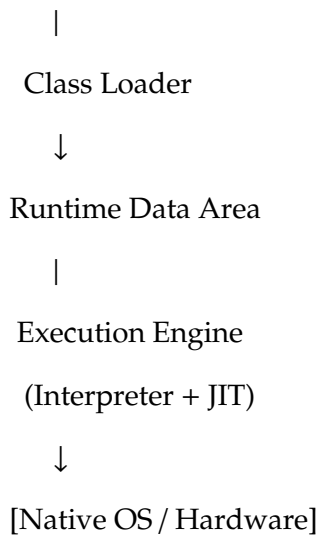 |
Class Loader
↓
Runtime Data Area
|
Execution Engine
(Interpreter + JIT)
↓
[Native OS / Hardware]